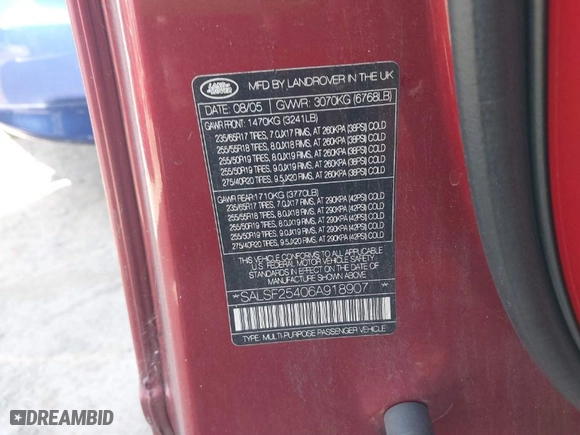 LAND ROVER
MFD BY LANDROVER IN THE UK
DATE: 08/05 GVWR: 3070KG (6768LB)
GAWR FRONT: 1470KG (3241LB)
235/65R17 TIRES, 7.0JX17 RIMS, AT 260KPA (38PSI) COLD
255/55R18 TIRES, 8.0JX18 RIMS, AT 260KPA (38PSI) COLD
255/50R19 TIRES, 8.0JX19 RIMS, AT 260KPA (38PSI) COLD
255/50R19 TIRES, 9.0JX19 RIMS, AT 260KPA (38PSI) COLD
275/40R20 TIRES, 9.5JX20 RIMS, AT 260KPA (38PSI) COLD
GAWR REAR: 1710KG (3770LB)
235/65R17 TIRES, 7.0JX17 RIMS, AT 290KPA (42PSI) COLD
255/55R18 TIRES, 8.0JX18 RIMS, AT 290KPA (42PSI) COLD
255/50R19 TIRES, 8.0JX19 RIMS, AT 290KPA (42PSI) COLD
255/50R19 TIRES, 9.0JX19 RIMS, AT 290KPA (42PSI) COLD
275/40R20 TIRES, 9.5JX20 RIMS, AT 290KPA (42PSI) COLD
THIS VEHICLE CONFORMS TO ALL APPLICABLE
U.S FEDERAL MOTOR VEHICLE SAFETY
STANDARDS IN EFFECT ON THE DATE OF
MANUFACTURE SHOWN ABOVE
*SALSF25406A918907*
TYPE: MULTI-PURPOSE PASSENGER VEHICLE
DREAMBID